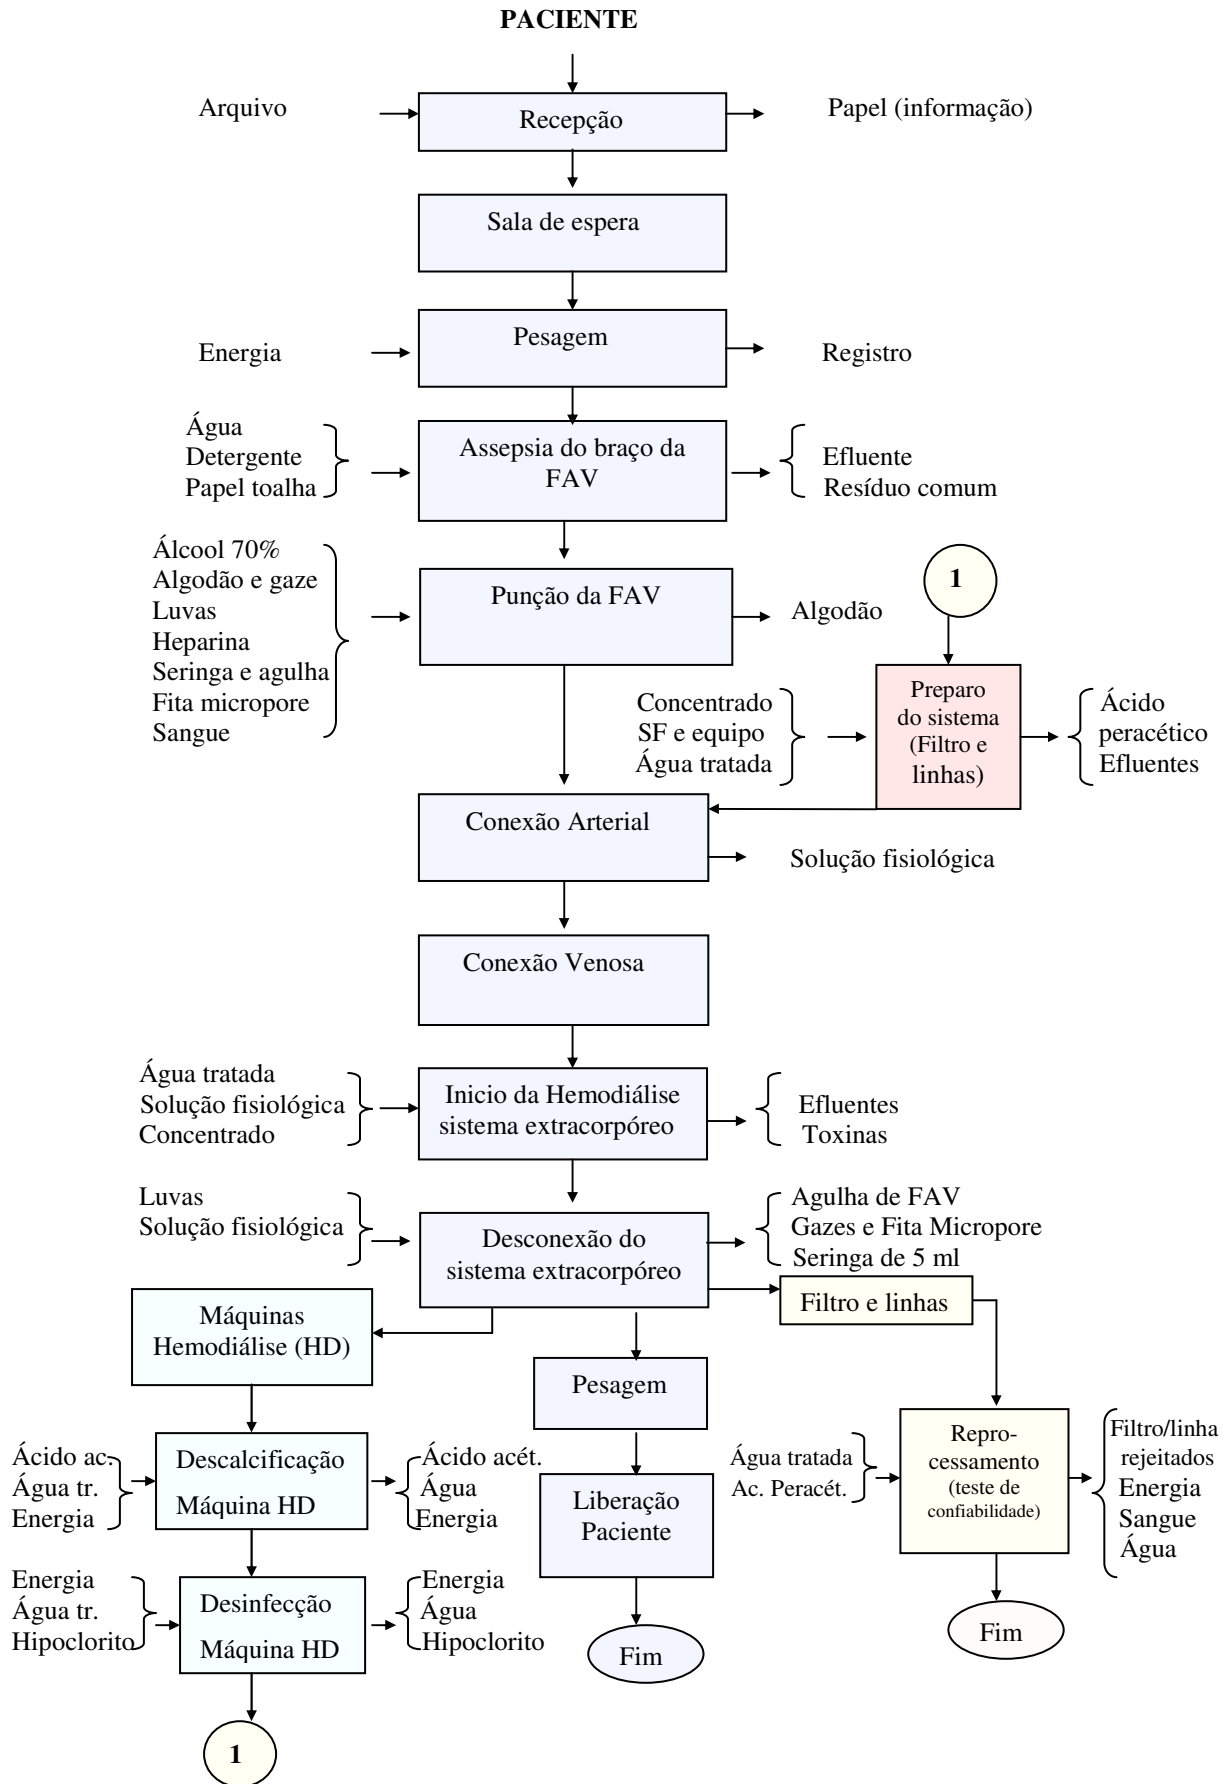 PACIENTE
Arquivo
Recepção
Papel (informação)
Sala de espera
Energia
Pesagem
Registro
Água
Detergente
Papel toalha
Assepsia do braço da
FAV
Efluente
Resíduo comum
Álcool 70%
Algodão e gaze
Luvas
Heparina
Seringa e agulha
Fita micropore
Sangue
Punção da FAV
Algodão
1
Concentrado
SF e equipo
Água tratada
Preparo
do sistema
(Filtro e
linhas)
Ácido
peracético
Efluentes
Conexão Arterial
Solução fisiológica
Conexão Venosa
Água tratada
Solução fisiológica
Concentrado
Inicio da Hemodiálise
sistema extracorpóreo
Efluentes
Toxinas
Luvas
Solução fisiológica
Desconexão do
sistema extracorpóreo
Agulha de FAV
Gazes e Fita Micropore
Seringa de 5 ml
Filtro e linhas
Máquinas
Hemodiálise (HD)
Pesagem
Ácido ac.
Água tr.
Energia
Descalcificação
Máquina HD
Ácido acét.
Água
Energia
Liberação
Paciente
Água tratada
Ac. Peracét.
Repro-
cessamento
(teste de
confiabilidade)
Filtro/linha
rejeitados
Energia
Sangue
Água
Energia
Água tr.
Hipoclorito
Desinfecção
Máquina HD
Energia
Água
Hipoclorito
Fim
Fim
1